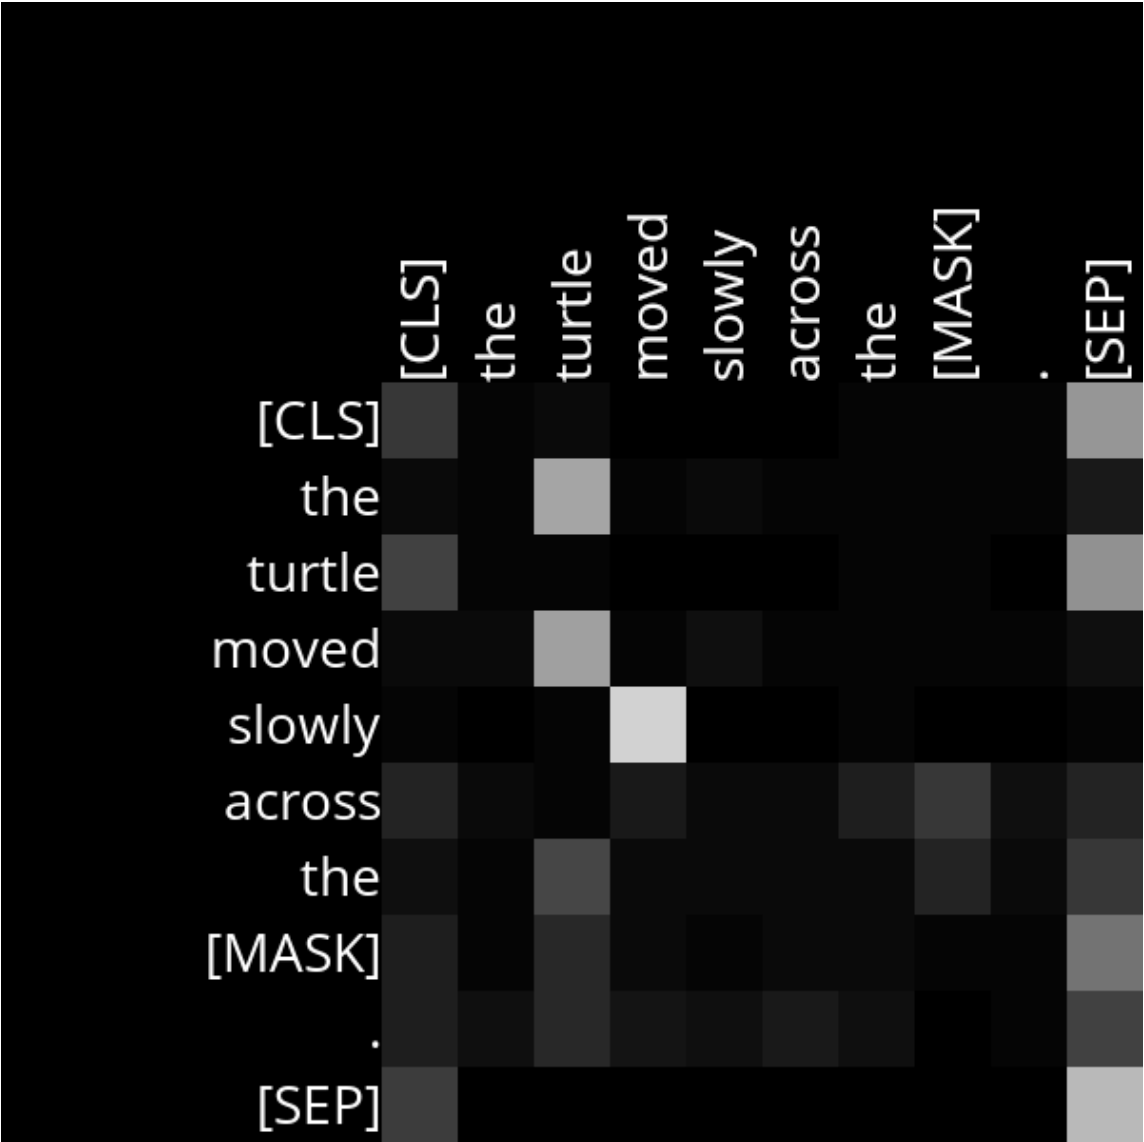 [CLS]
the
turtle
moved
slowly
across
the
[MASK]
.
[SEP]
[CLS]
the
turtle
moved
slowly
across
the
[MASK]
.
[SEP]